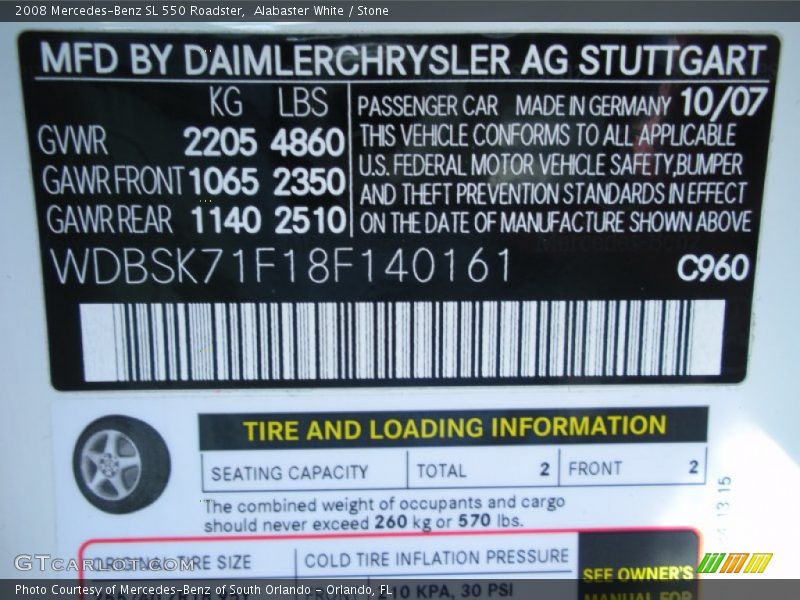 2008 Mercedes-Benz SL 550 Roadster, Alabaster White / Stone
MFD BY DAIMLERCHRYSLER AG STUTTGART
KG LBS
GVWR 2205 4860
GAWR FRONT 1065 2350
GAWR REAR 1140 2510
PASSENGER CAR MADE IN GERMANY 10/07
THIS VEHICLE CONFORMS TO ALL APPLICABLE
U.S. FEDERAL MOTOR VEHICLE SAFETY, BUMPER
AND THEFT PREVENTION STANDARDS IN EFFECT
ON THE DATE OF MANUFACTURE SHOWN ABOVE
WDBSK71F18F140161
C960
TIRE AND LOADING INFORMATION
SEATING CAPACITY TOTAL 2 FRONT 2
The combined weight of occupants and cargo
should never exceed 260 kg or 570 lbs.
13 15
ORIGINAL TIRE SIZE COLD TIRE INFLATION PRESSURE
SEE OWNER'S
MANUAL FOR
KPA, 30 PSI
GTCarLot.com
Photo Courtesy of Mercedes-Benz of South Orlando - Orlando, FL